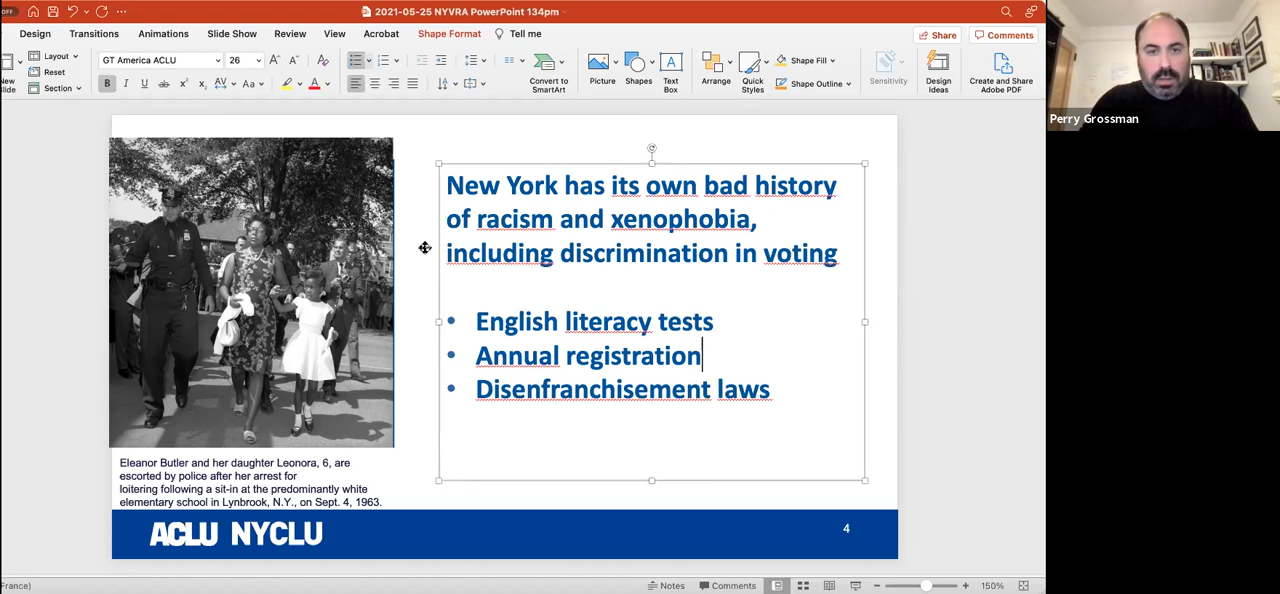 OFF
2021-05-25 NYVRA PowerPoint 134pm
Design Transitions Animations Slide Show Review View Acrobat Shape Format Tell me
Share Comments
Layout
Reset
Section
GT America ACLU 26
Convert to
SmartArt
Picture
Shapes
Text
Box
Arrange
Quick
Styles
Shape Fill
Shape Outline
Sensitivity
Design
Ideas
Create and Share
Adobe PDF
Perry Grossman
New York has its own bad history
of racism and xenophobia,
including discrimination in voting
• English literacy tests
• Annual registration
• Disenfranchisement laws
Eleanor Butler and her daughter Leonora, 6, are
escorted by police after her arrest for
loitering following a sit-in at the predominantly white
elementary school in Lynbrook, N.Y., on Sept. 4, 1963.
ACLU NYCLU
4
France)
Notes Comments 150%